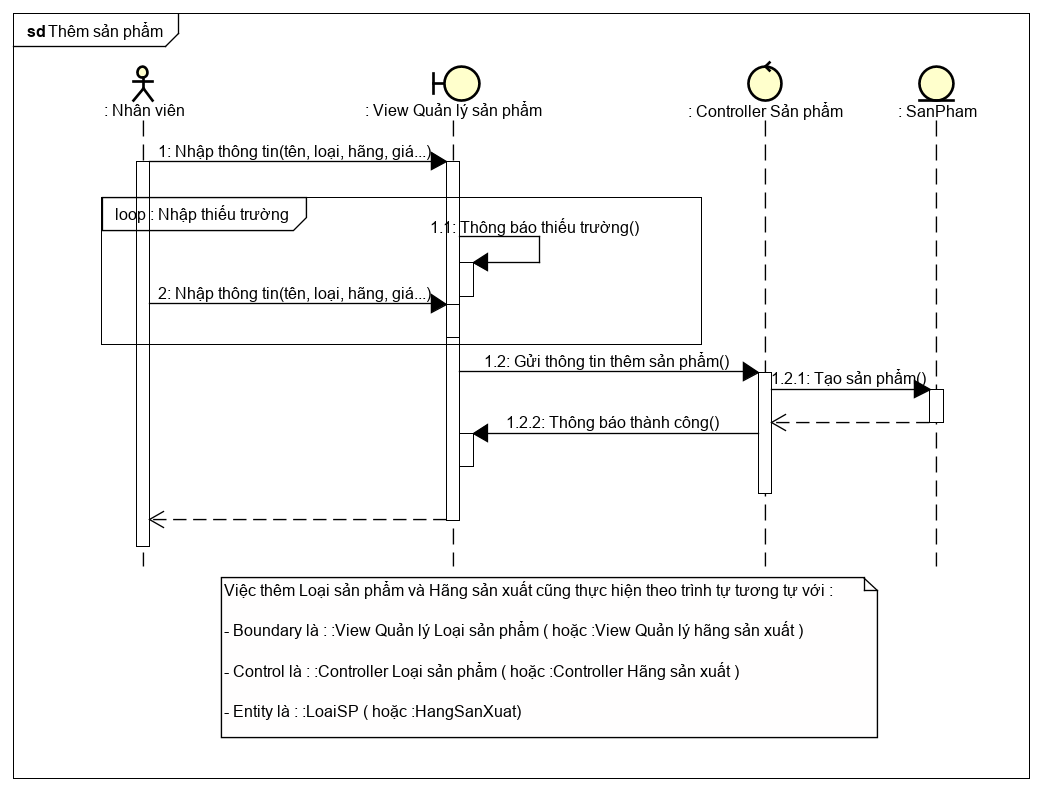 sd Thêm sản phẩm
: Nhân viên
: View Quản lý sản phẩm
: Controller Sản phẩm
: SanPham
1: Nhập thông tin(tên, loại, hãng, giá...)
loop : Nhập thiếu trường
1.1: Thông báo thiếu trường()
2: Nhập thông tin(tên, loại, hãng, giá...)
1.2: Gửi thông tin thêm sản phẩm()
1.2.1: Tạo sản phẩm()
1.2.2: Thông báo thành công()
Việc thêm Loại sản phẩm và Hãng sản xuất cũng thực hiện theo trình tự tương tự với :
- Boundary là : :View Quản lý Loại sản phẩm ( hoặc :View Quản lý hãng sản xuất )
- Control là : :Controller Loại sản phẩm ( hoặc :Controller Hãng sản xuất )
- Entity là : :LoaiSP ( hoặc :HangSanXuat)